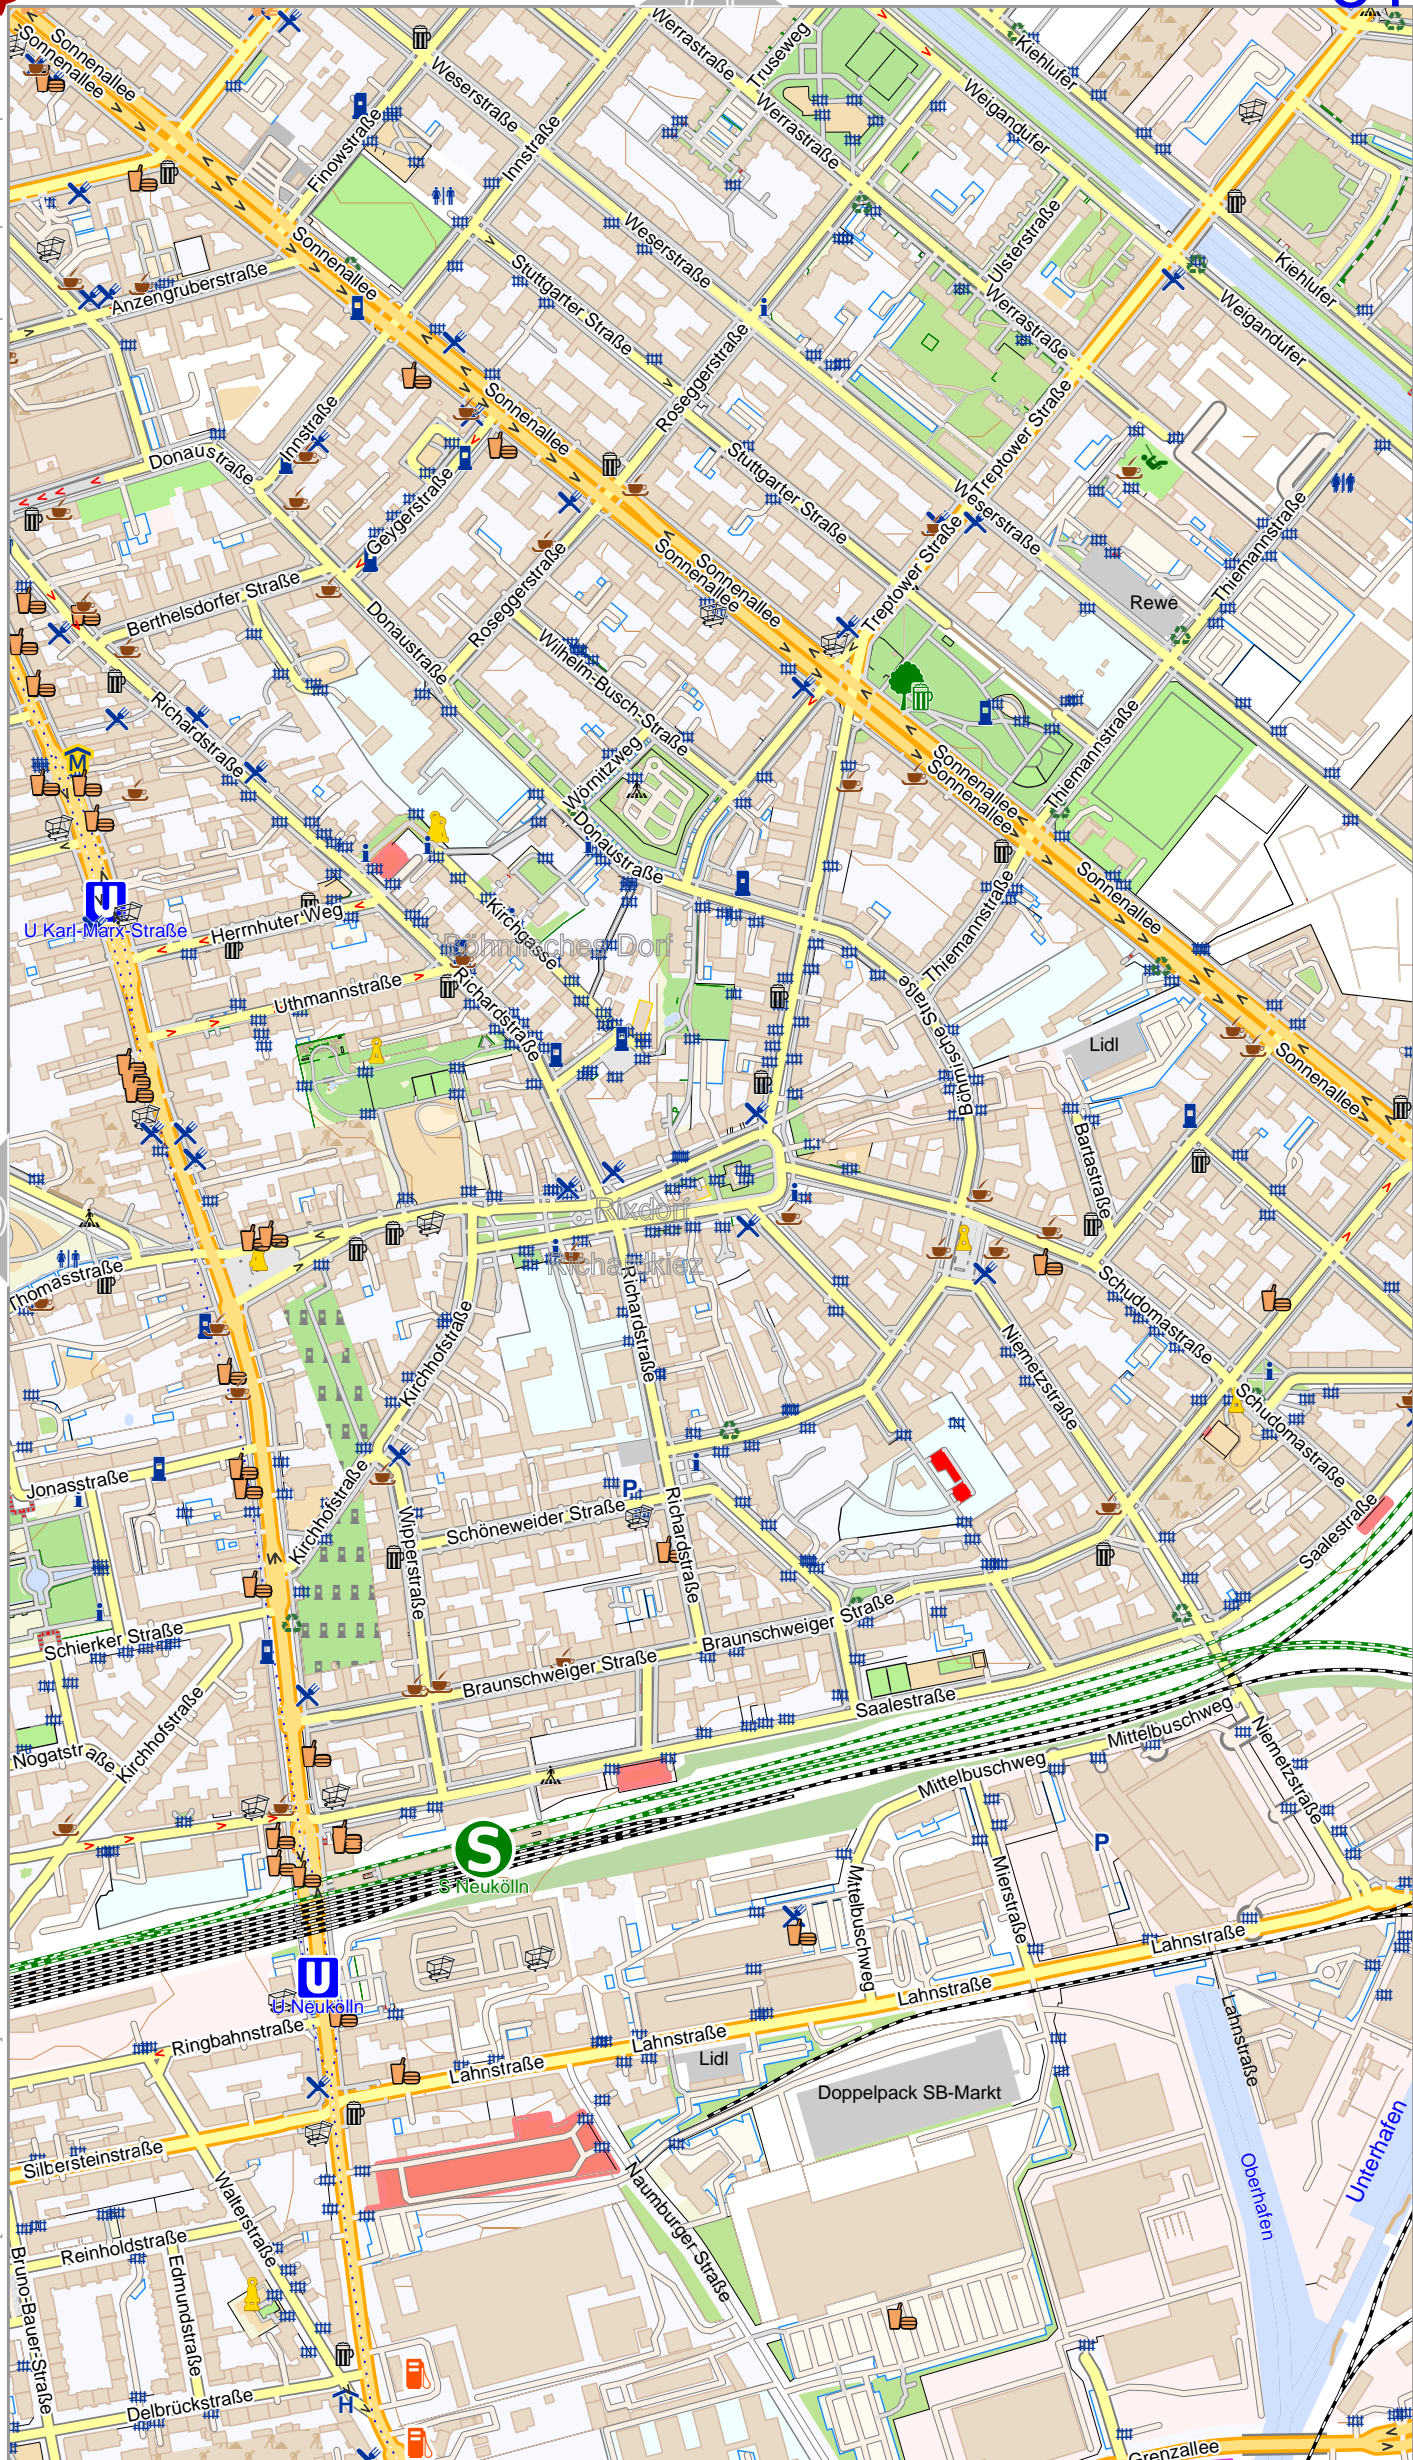 Sonnenallee
Sonnenallee
Werrastraße
Truseweg
Kiehlufer
Weserstraße
Finowstraße
Innstraße
Werrastraße
Weigandufer
Ulsterstraße
Weserstraße
Kiehlufer
Sonnenallee
Anzengruberstraße
Stuttgarter Straße
Werrastraße
Weigandufer
Roseggerstraße
Innstraße
Sonnenallee
Treptower Straße
Donaustraße
Geygerstraße
Stuttgarter Straße
Weserstraße
Thiemannstraße
Roseggerstraße
Sonnenallee
Sonnenallee
Treptower Straße
Rewe
Berthelsdorfer Straße
Donaustraße
Wilhelm-Busch-Straße
Richardstraße
M
Wörnitzweg
Thiemannstraße
Sonnenallee
Sonnenallee
Donaustraße
U
U Karl-Marx-Straße
Herrnhuter Weg
Kirchgasse
Böhmisches Dorf
Thiemannstraße
Sonnenallee
Uthmannstraße
Richardstraße
Böhmische Straße
Lidl
Sonnenallee
Bartastraße
Rixdorf
Richardkiez
Thomasstraße
Richardstraße
Kirchhofstraße
Niemetzstraße
Schudomastraße
Schudomastraße
Jonasstraße
Kirchhofstraße
Wipperstraße
Schöneweider Straße
P
Richardstraße
Saalestraße
Schierker Straße
Braunschweiger Straße
Braunschweiger Straße
Saalestraße
Kirchhofstraße
Nogatstraße
Mittelbuschweg
Mittelbuschweg
Niemetzstraße
P
S
S Neukölln
Mittelbuschweg
Mierstraße
Lahnstraße
U
U Neukölln
Ringbahnstraße
Lahnstraße
Lahnstraße
Lahnstraße
Lahnstraße
Lidl
Doppelpack SB-Markt
Silbersteinstraße
Walterstraße
Naumburger Straße
Oberhafen
Unterhafen
Reinholdstraße
Edmundstraße
Bruno-Bauer-Straße
Delbrückstraße
H
Grenzallee